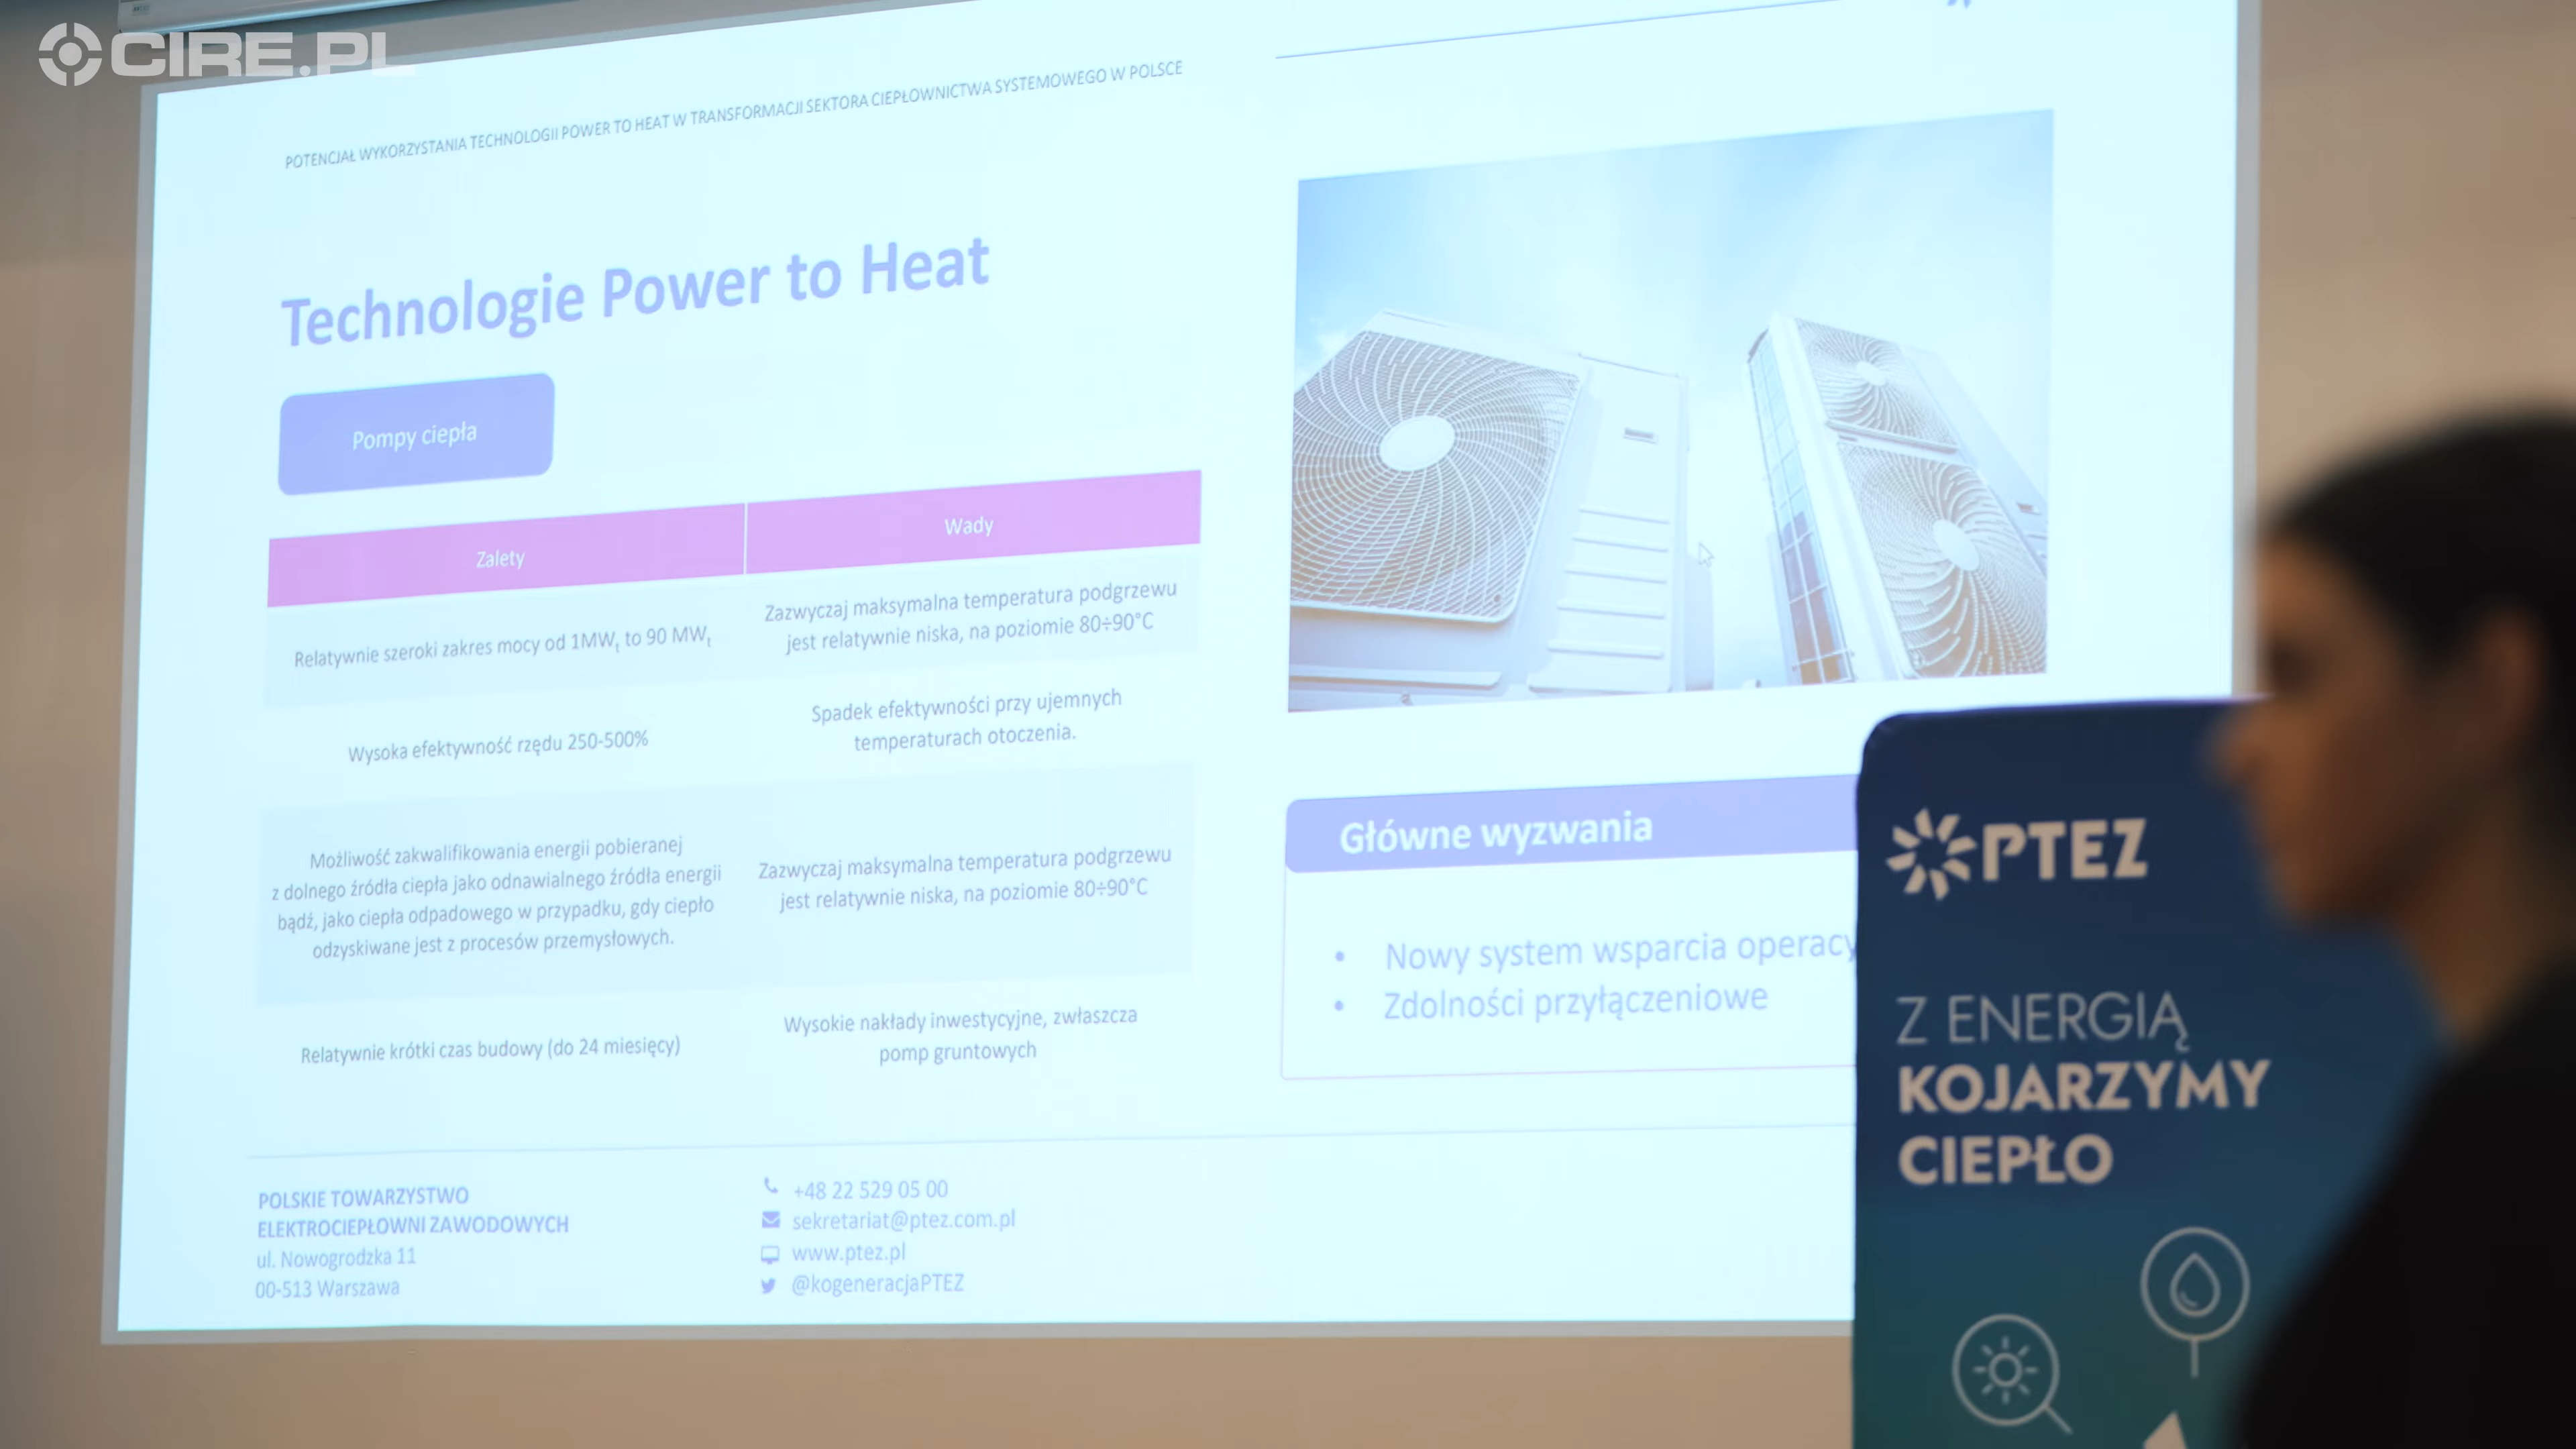 CIRE.PL
POTENCJAŁ WYKORZYSTANIA TECHNOLOGII POWER TO HEAT W TRANSFORMACJI SEKTORA CIEPŁOWNICTWA SYSTEMOWEGO W POLSCE
Technologie Power to Heat
Pompy ciepła
Zalety
Wady
Relatywnie szeroki zakres mocy od 1MWt to 90 MWt
Zazwyczaj maksymalna temperatura podgrzewu
jest relatywnie niska, na poziomie 80÷90°C
Wysoka efektywność rzędu 250-500%
Spadek efektywności przy ujemnych
temperaturach otoczenia.
Możliwość zakwalifikowania energii pobieranej
z dolnego źródła ciepła jako odnawialnego źródła energii
bądź, jako ciepła odpadowego w przypadku, gdy ciepło
odzyskiwane jest z procesów przemysłowych.
Zazwyczaj maksymalna temperatura podgrzewu
jest relatywnie niska, na poziomie 80÷90°C
Relatywnie krótki czas budowy (do 24 miesięcy)
Wysokie nakłady inwestycyjne, zwłaszcza
pomp gruntowych
Główne wyzwania
• Nowy system wsparcia operacy
• Zdolności przyłączeniowe
POLSKIE TOWARZYSTWO
ELEKTROCIEPŁOWNI ZAWODOWYCH
ul. Nowogrodzka 11
00-513 Warszawa
+48 22 529 05 00
sekretariat@ptez.com.pl
www.ptez.pl
@kogeneracjaPTEZ
PTEZ
Z ENERGIĄ
KOJARZYMY
CIEPŁO